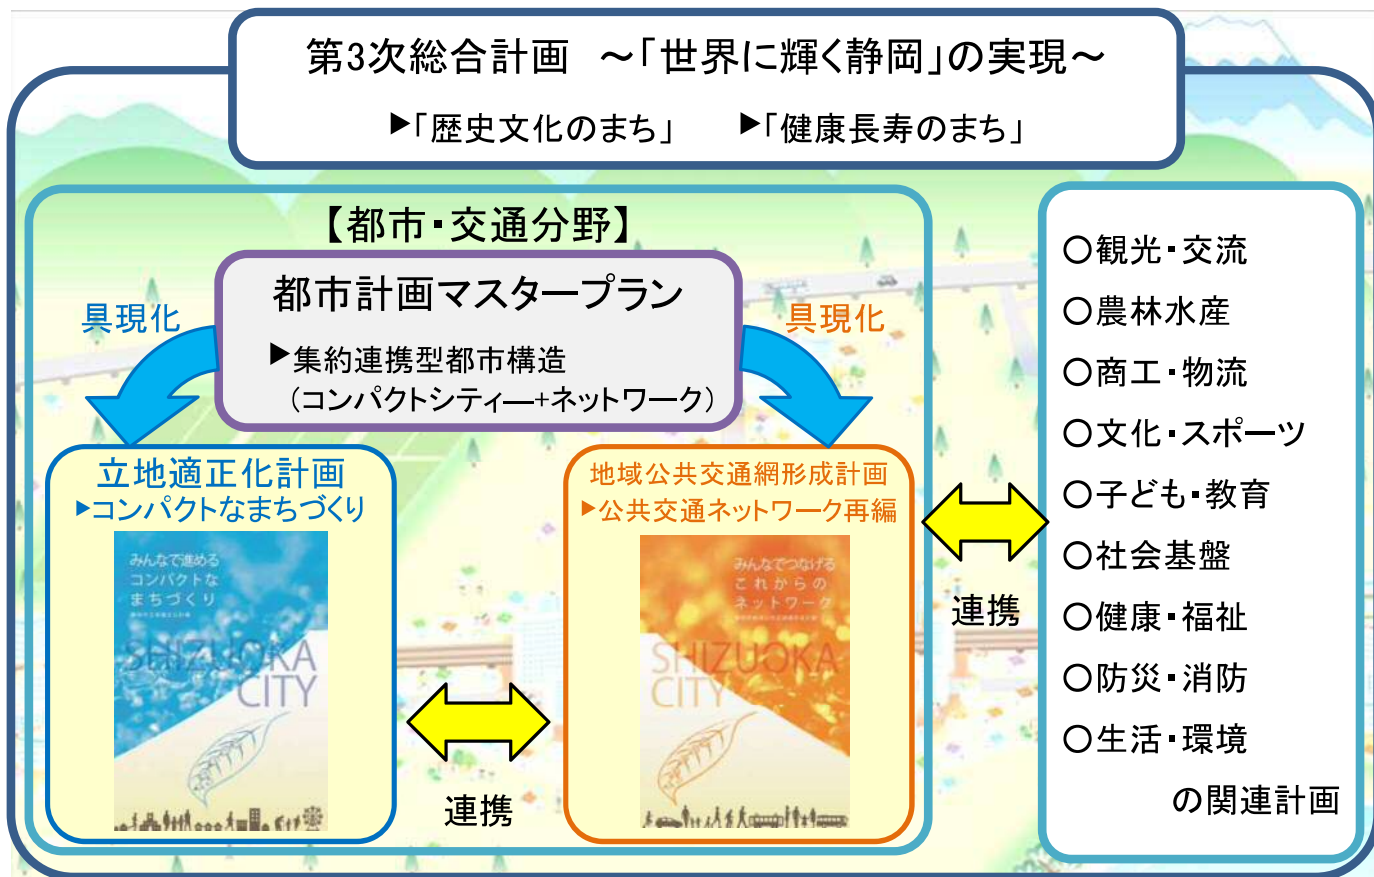 第3次総合計画　～「世界に輝く静岡」の実現～
▶「歴史文化のまち」　▶「健康長寿のまち」
【都市・交通分野】
都市計画マスタープラン
▶集約連携型都市構造
（コンパクトシティ―+ネットワーク）
具現化
具現化
立地適正化計画
▶コンパクトなまちづくり
みんなで進める
コンパクトな
まちづくり
SHIZUOKA
CITY
地域公共交通網形成計画
▶公共交通ネットワーク再編
みんなでつなげる
これからの
ネットワーク
SHIZUOKA
CITY
連携
連携
〇観光・交流
〇農林水産
〇商工・物流
〇文化・スポーツ
〇子ども・教育
〇社会基盤
〇健康・福祉
〇防災・消防
〇生活・環境
の関連計画